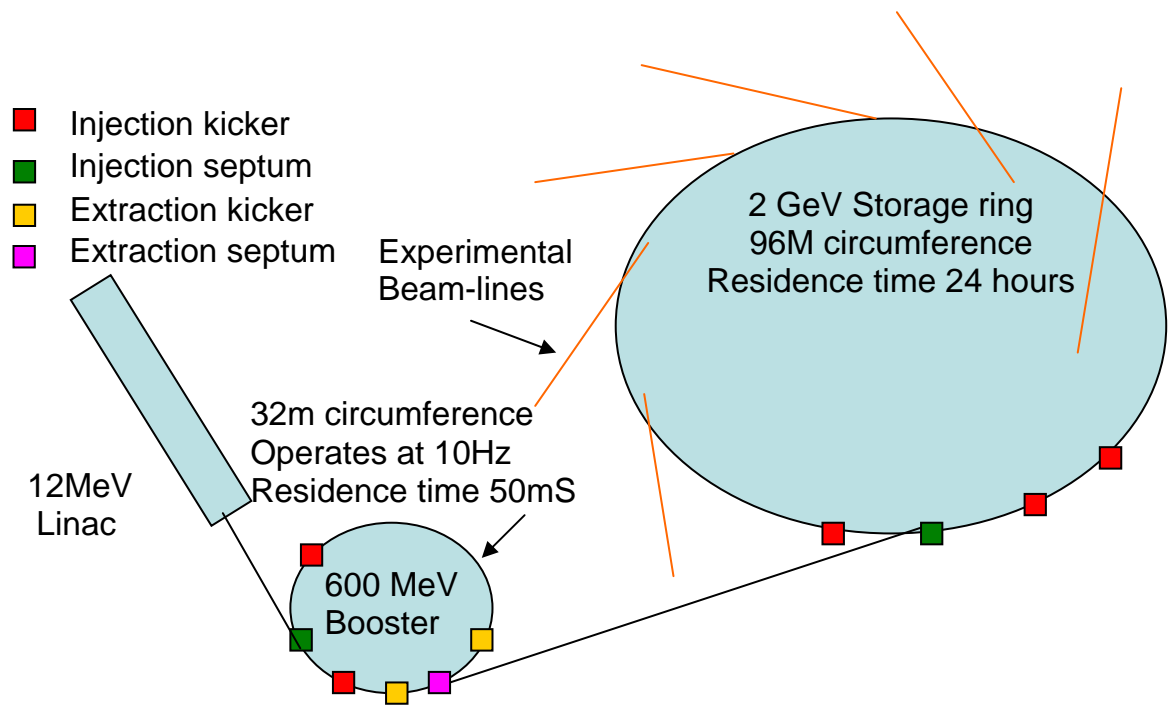 Injection kicker
Injection septum
Extraction kicker
Extraction septum
Experimental
Beam-lines
2 GeV Storage ring
96M circumference
Residence time 24 hours
32m circumference
Operates at 10Hz
Residence time 50mS
12MeV
Linac
600 MeV
Booster